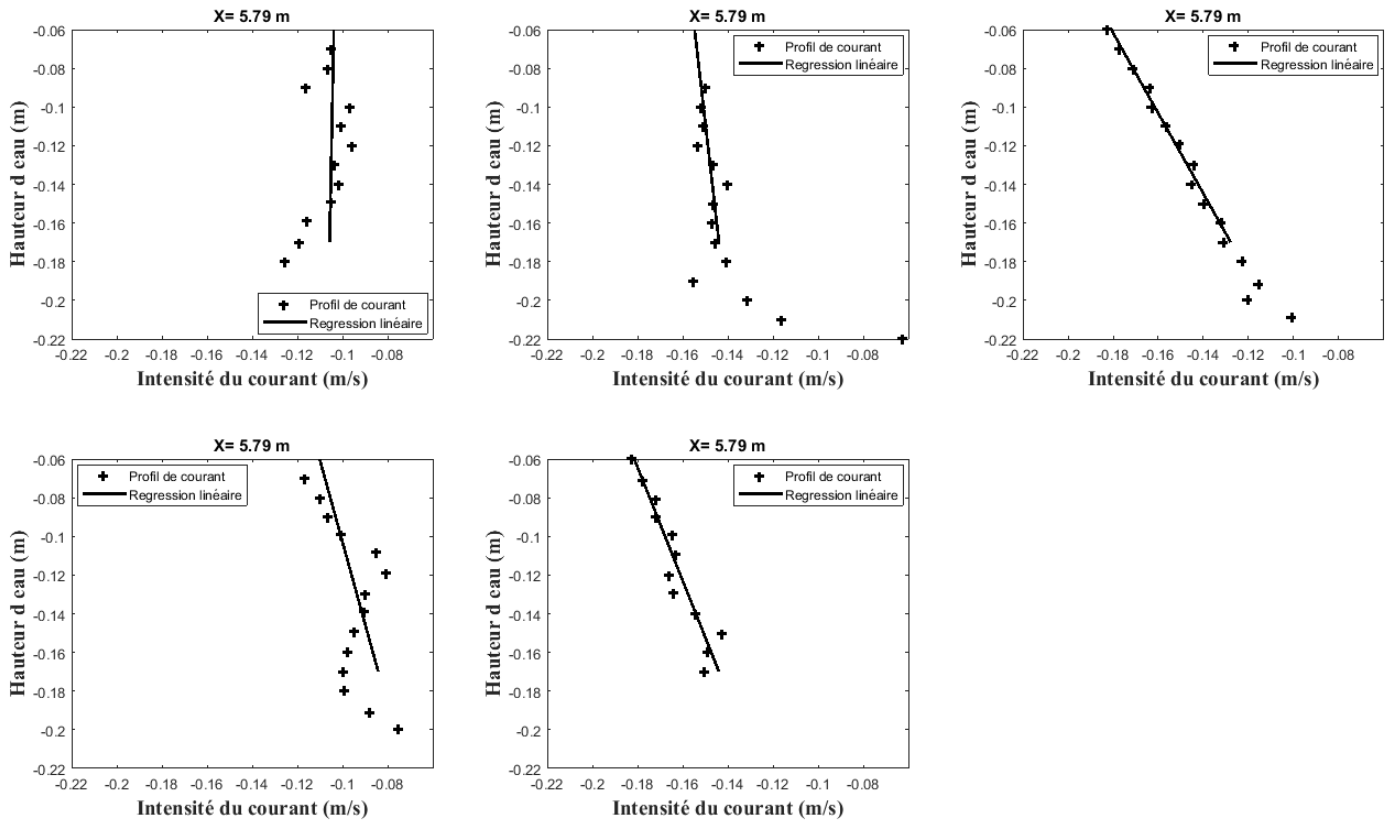 X= 5.79 m
-0.06
-0.08
-0.1
-0.12
-0.14
-0.16
-0.18
-0.2
-0.22
Hauteur d eau (m)
Profil de courant
Regression linéaire
-0.22 -0.2 -0.18 -0.16 -0.14 -0.12 -0.1 -0.08
Intensité du courant (m/s)
X= 5.79 m
-0.06
-0.08
-0.1
-0.12
-0.14
-0.16
-0.18
-0.2
-0.22
Hauteur d eau (m)
Profil de courant
Regression linéaire
-0.22 -0.2 -0.18 -0.16 -0.14 -0.12 -0.1 -0.08
Intensité du courant (m/s)
X= 5.79 m
-0.06
-0.08
-0.1
-0.12
-0.14
-0.16
-0.18
-0.2
-0.22
Hauteur d eau (m)
Profil de courant
Regression linéaire
-0.22 -0.2 -0.18 -0.16 -0.14 -0.12 -0.1 -0.08
Intensité du courant (m/s)
X= 5.79 m
-0.06
-0.08
-0.1
-0.12
-0.14
-0.16
-0.18
-0.2
-0.22
Hauteur d eau (m)
Profil de courant
Regression linéaire
-0.22 -0.2 -0.18 -0.16 -0.14 -0.12 -0.1 -0.08
Intensité du courant (m/s)
X= 5.79 m
-0.06
-0.08
-0.1
-0.12
-0.14
-0.16
-0.18
-0.2
-0.22
Hauteur d eau (m)
Profil de courant
Regression linéaire
-0.22 -0.2 -0.18 -0.16 -0.14 -0.12 -0.1 -0.08
Intensité du courant (m/s)